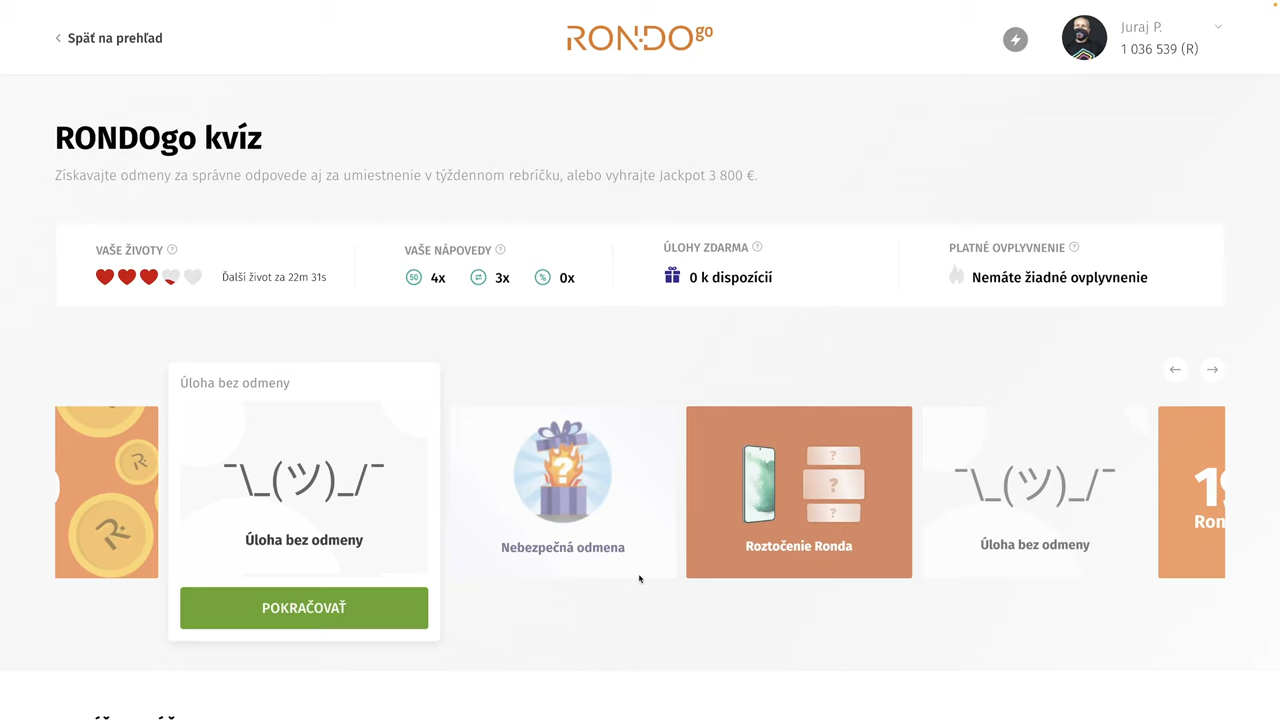 Späť na prehľad
RONDOgo
Juraj P.
1 036 539 (R)
RONDOgo kvíz
Získavajte odmeny za správne odpovede aj za umiestnenie v týždennom rebríčku, alebo vyhrajte Jackpot 3 800 €.
VAŠE ŽIVOTY ?
Ďalší život za 22m 31s
VAŠE NÁPOVEDY ?
50 4x 3x % 0x
ÚLOHY ZDARMA ?
0 k dispozícií
PLATNÉ OVPLYVNENIE ?
Nemáte žiadné ovplyvnenie
Úloha bez odmeny
¯\_(ツ)_/¯
Úloha bez odmeny
POKRAČOVAŤ
?
Nebezpečná odmena
?
?
?
Roztočenie Ronda
¯\_(ツ)_/¯
Úloha bez odmeny
Ron